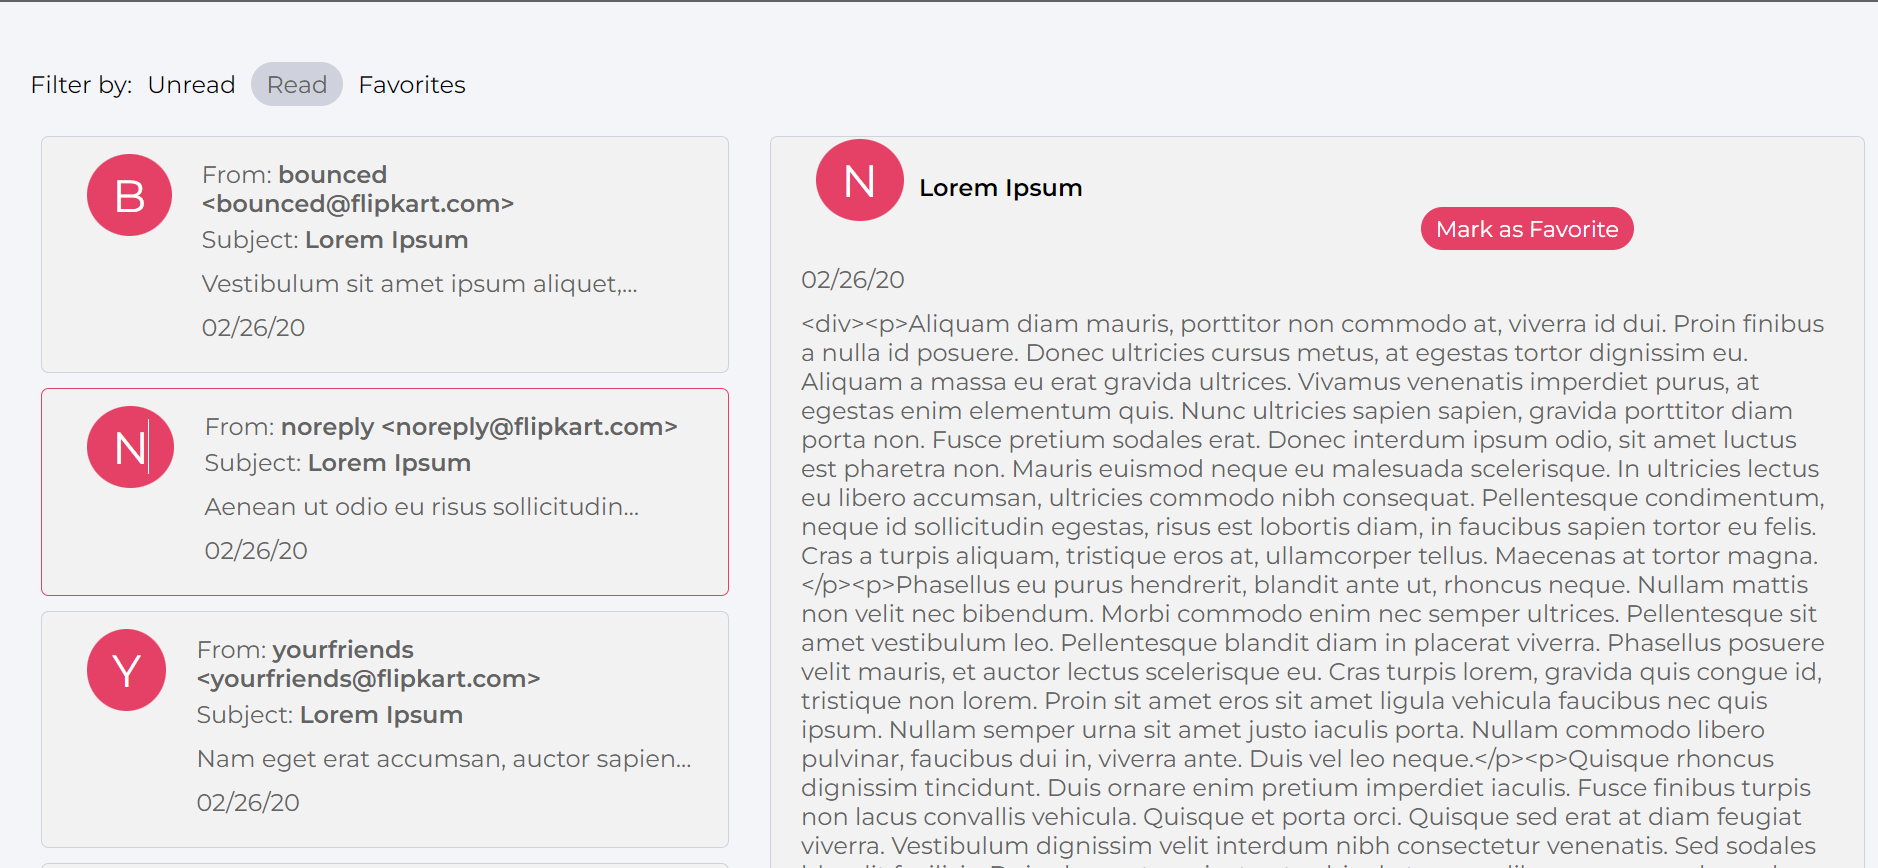 Filter by: Unread Read Favorites
B
From: bounced
<bounced@flipkart.com>
Subject: Lorem Ipsum
Vestibulum sit amet ipsum aliquet,...
02/26/20
N
From: noreply <noreply@flipkart.com>
Subject: Lorem Ipsum
Aenean ut odio eu risus sollicitudin...
02/26/20
Y
From: yourfriends
<yourfriends@flipkart.com>
Subject: Lorem Ipsum
Nam eget erat accumsan, auctor sapien...
02/26/20
N
Lorem Ipsum
Mark as Favorite
02/26/20
<div><p>Aliquam diam mauris, porttitor non commodo at, viverra id dui. Proin finibus
a nulla id posuere. Donec ultricies cursus metus, at egestas tortor dignissim eu.
Aliquam a massa eu erat gravida ultrices. Vivamus venenatis imperdiet purus, at
egestas enim elementum quis. Nunc ultricies sapien sapien, gravida porttitor diam
porta non. Fusce pretium sodales erat. Donec interdum ipsum odio, sit amet luctus
est pharetra non. Mauris euismod neque eu malesuada scelerisque. In ultricies lectus
eu libero accumsan, ultricies commodo nibh consequat. Pellentesque condimentum,
neque id sollicitudin egestas, risus est lobortis diam, in faucibus sapien tortor eu felis.
Cras a turpis aliquam, tristique eros at, ullamcorper tellus. Maecenas at tortor magna.
</p><p>Phasellus eu purus hendrerit, blandit ante ut, rhoncus neque. Nullam mattis
non velit nec bibendum. Morbi commodo enim nec semper ultrices. Pellentesque sit
amet vestibulum leo. Pellentesque blandit diam in placerat viverra. Phasellus posuere
velit mauris, et auctor lectus scelerisque eu. Cras turpis lorem, gravida quis congue id,
tristique non lorem. Proin sit amet eros sit amet ligula vehicula faucibus nec quis
ipsum. Nullam semper urna sit amet justo iaculis porta. Nullam commodo libero
pulvinar, faucibus dui in, viverra ante. Duis vel leo neque.</p><p>Quisque rhoncus
dignissim tincidunt. Duis ornare enim pretium imperdiet iaculis. Fusce finibus turpis
non lacus convallis vehicula. Quisque et porta orci. Quisque sed erat at diam feugiat
viverra. Vestibulum dignissim velit interdum nibh consectetur venenatis. Sed sodales